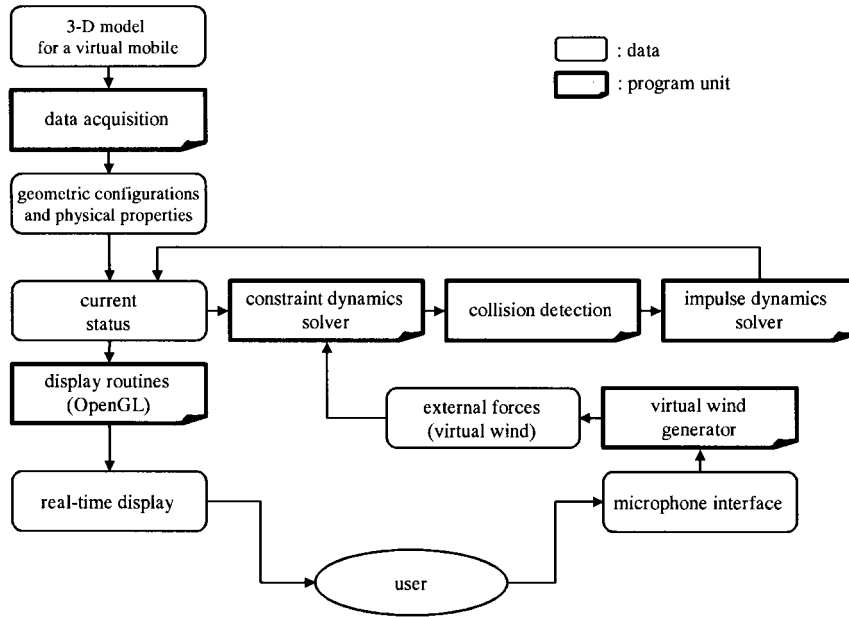 3-D model
for a virtual mobile
: data
: program unit
data acquisition
geometric configurations
and physical properties
current
status
constraint dynamics
solver
collision detection
impulse dynamics
solver
display routines
(OpenGL)
external forces
(virtual wind)
virtual wind
generator
real-time display
microphone interface
user